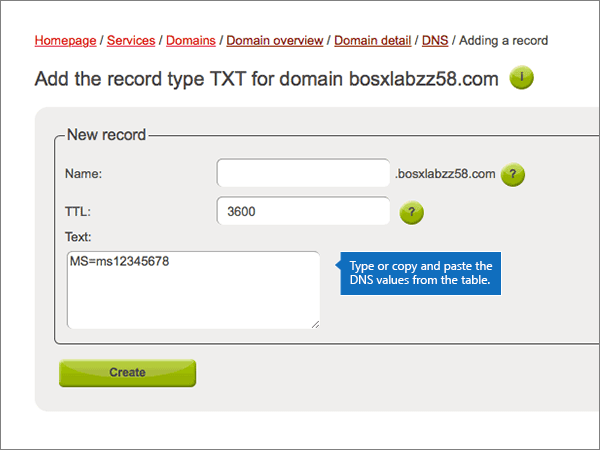 Homepage / Services / Domains / Domain overview / Domain detail / DNS / Adding a record
Add the record type TXT for domain bosxlabzz58.com i
New record
Name: .bosxlabzz58.com ?
TTL: 3600 ?
Text:
MS=ms12345678
Type or copy and paste the
DNS values from the table.
Create